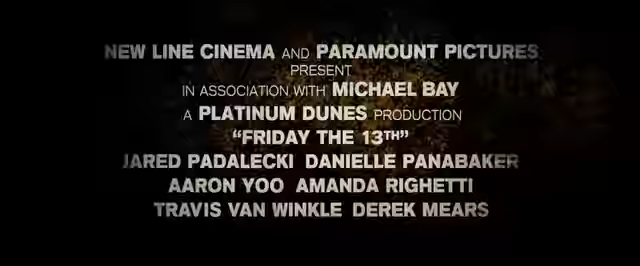 NEW LINE CINEMA AND PARAMOUNT PICTURES
PRESENT
IN ASSOCIATION WITH MICHAEL BAY
A PLATINUM DUNES PRODUCTION
“FRIDAY THE 13TH”
JARED PADALECKI DANIELLE PANABAKER
AARON YOO AMANDA RIGHETTI
TRAVIS VAN WINKLE DEREK MEARS